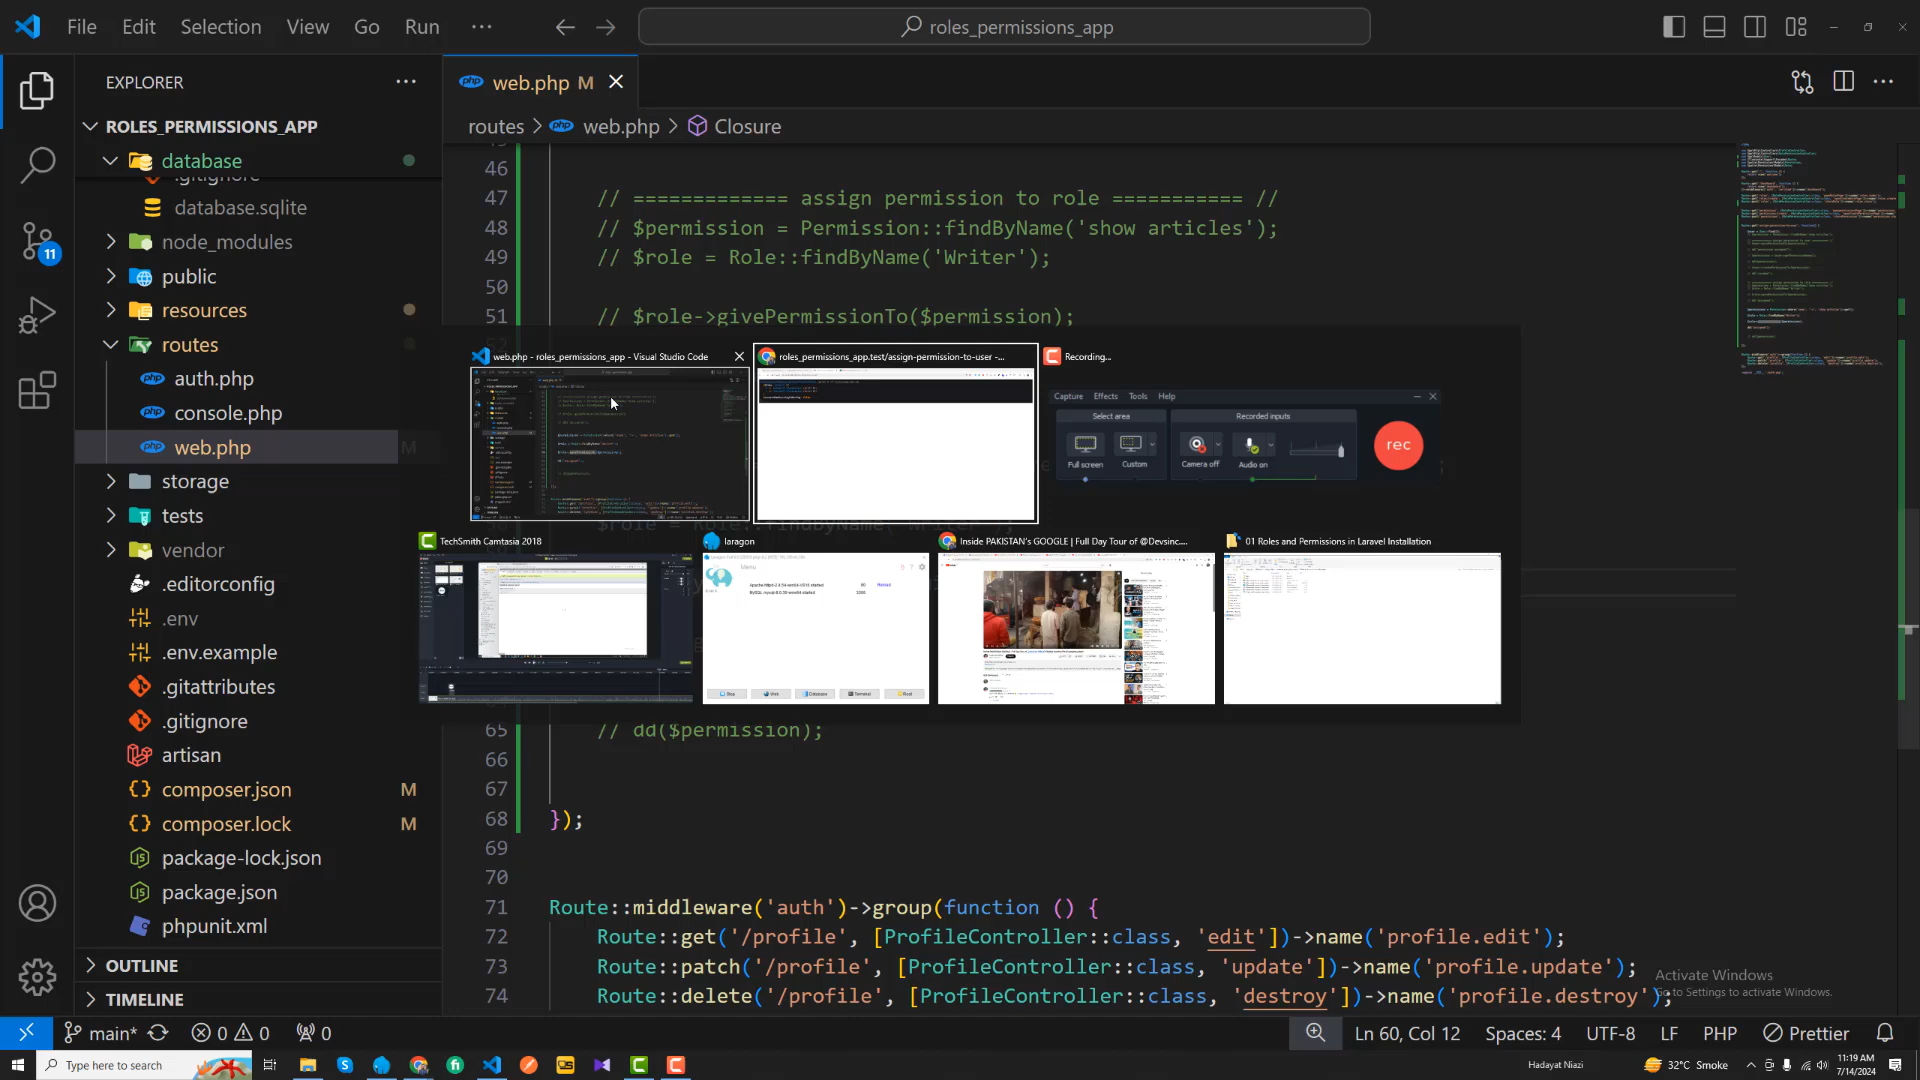 File Edit Selection View Go Run ···
roles_permissions_app
EXPLORER
web.php M
ROLES_PERMISSIONS_APP
routes > web.php > Closure
database
.gitignore
database.sqlite
node_modules
public
resources
routes
auth.php
console.php
web.php M
storage
tests
vendor
.editorconfig
.env
.env.example
.gitattributes
.gitignore
artisan
composer.json M
composer.lock M
package-lock.json
package.json
phpunit.xml
OUTLINE
TIMELINE
46
47 // ============= assign permission to role =========== //
48 // $permission = Permission::findByName('show articles');
49 // $role = Role::findByName('Writer');
50
51 // $role->givePermissionTo($permission);
web.php - roles_permissions_app - Visual Studio Code
roles_permissions_app.test/assign-permission-to-user -...
Recording...
Capture Effects Tools Help
Select area
Recorded inputs
Full screen
Custom
Camera off
Audio on
rec
TechSmith Camtasia 2018
laragon
Inside PAKISTAN's GOOGLE | Full Day Tour of @Devsinc....
01 Roles and Permissions in Laravel Installation
Menu
Stop Web Database Terminal Root
65 // dd($permission);
66
67
68 });
69
70
71 Route::middleware('auth')->group(function () {
72 Route::get('/profile', [ProfileController::class, 'edit'])->name('profile.edit');
73 Route::patch('/profile', [ProfileController::class, 'update'])->name('profile.update');
74 Route::delete('/profile', [ProfileController::class, 'destroy'])->name('profile.destroy');
Activate Windows
Go to Settings to activate Windows.
main* 0 0 0
Ln 60, Col 12 Spaces: 4 UTF-8 LF PHP Prettier
11
Type here to search
Hadayat Niazi
32°C Smoke
11:19 AM
7/14/2024